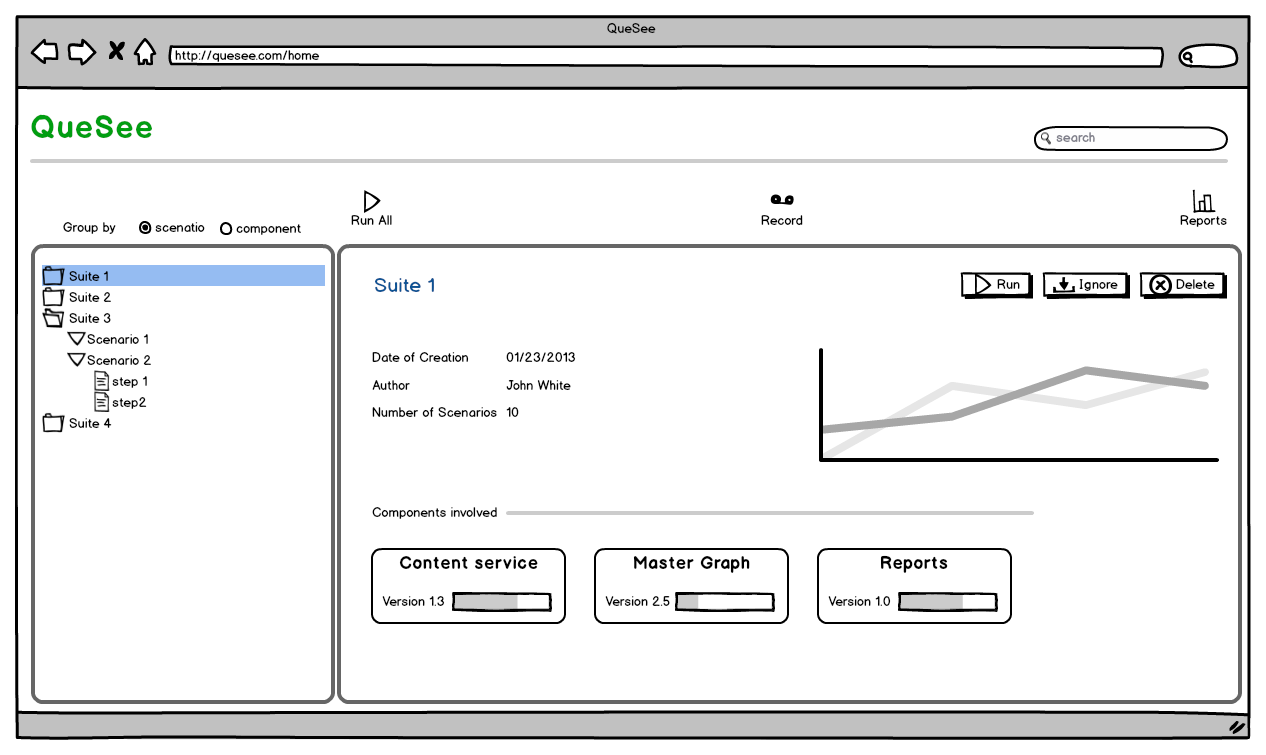 QueSee
http://quesee.com/home
QueSee
search
Run All
Record
Reports
Group by scenatio component
Suite 1
Suite 2
Suite 3
Scenario 1
Scenario 2
step 1
step2
Suite 4
Suite 1
Run Ignore Delete
Date of Creation 01/23/2013
Author John White
Number of Scenarios 10
Components involved
Content service
Version 1.3
Master Graph
Version 2.5
Reports
Version 1.0